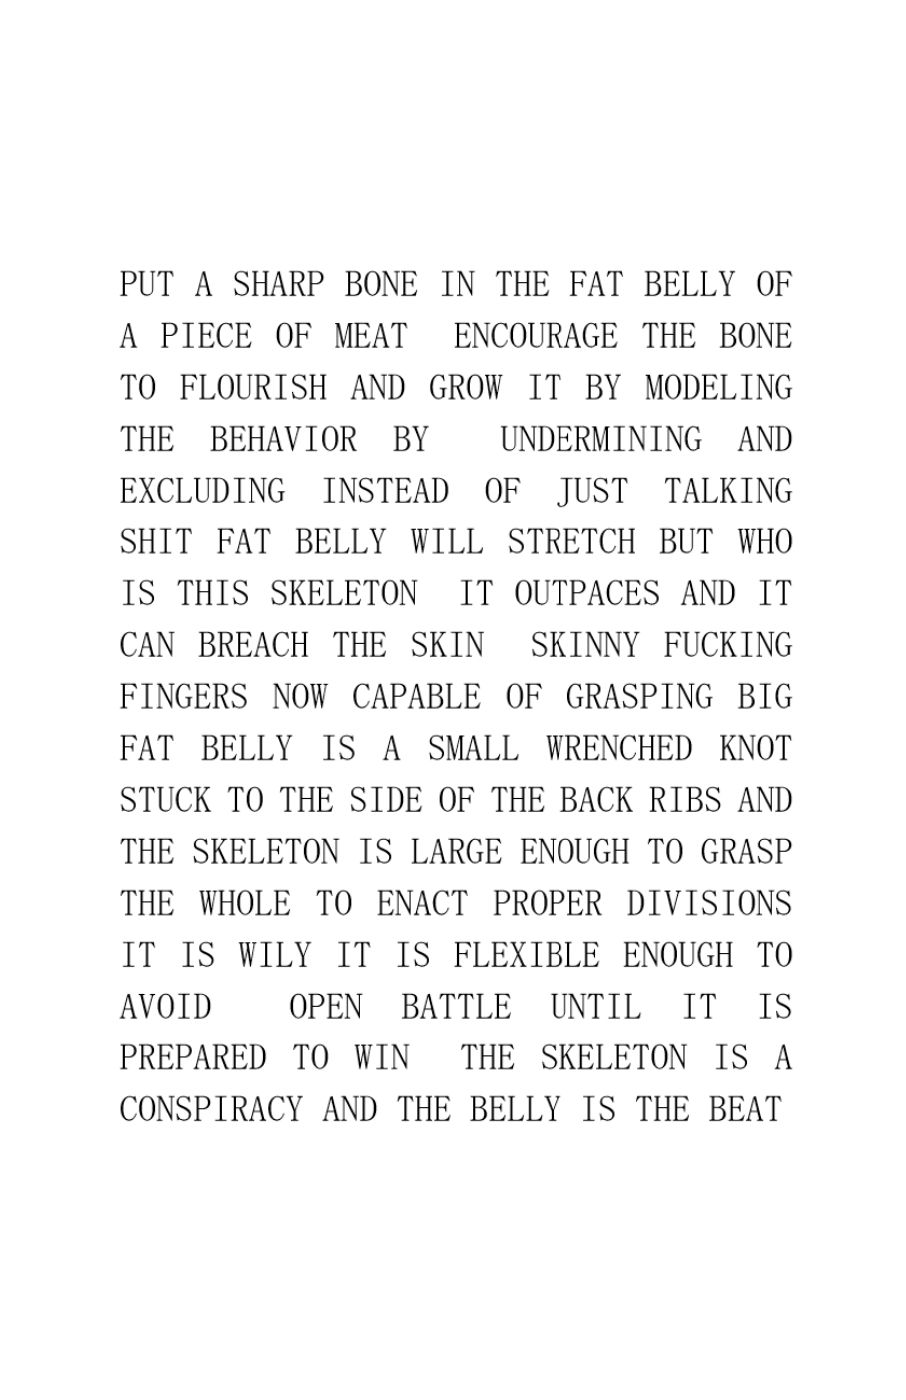 PUT A SHARP BONE IN THE FAT BELLY OF
A PIECE OF MEAT  ENCOURAGE THE BONE
TO FLOURISH AND GROW IT BY MODELING
THE BEHAVIOR BY  UNDERMINING AND
EXCLUDING INSTEAD OF JUST TALKING
SHIT FAT BELLY WILL STRETCH BUT WHO
IS THIS SKELETON  IT OUTPACES AND IT
CAN BREACH THE SKIN  SKINNY FUCKING
FINGERS NOW CAPABLE OF GRASPING BIG
FAT BELLY IS A SMALL WRENCHED KNOT
STUCK TO THE SIDE OF THE BACK RIBS AND
THE SKELETON IS LARGE ENOUGH TO GRASP
THE WHOLE TO ENACT PROPER DIVISIONS
IT IS WILY IT IS FLEXIBLE ENOUGH TO
AVOID  OPEN BATTLE UNTIL IT IS
PREPARED TO WIN  THE SKELETON IS A
CONSPIRACY AND THE BELLY IS THE BEAT